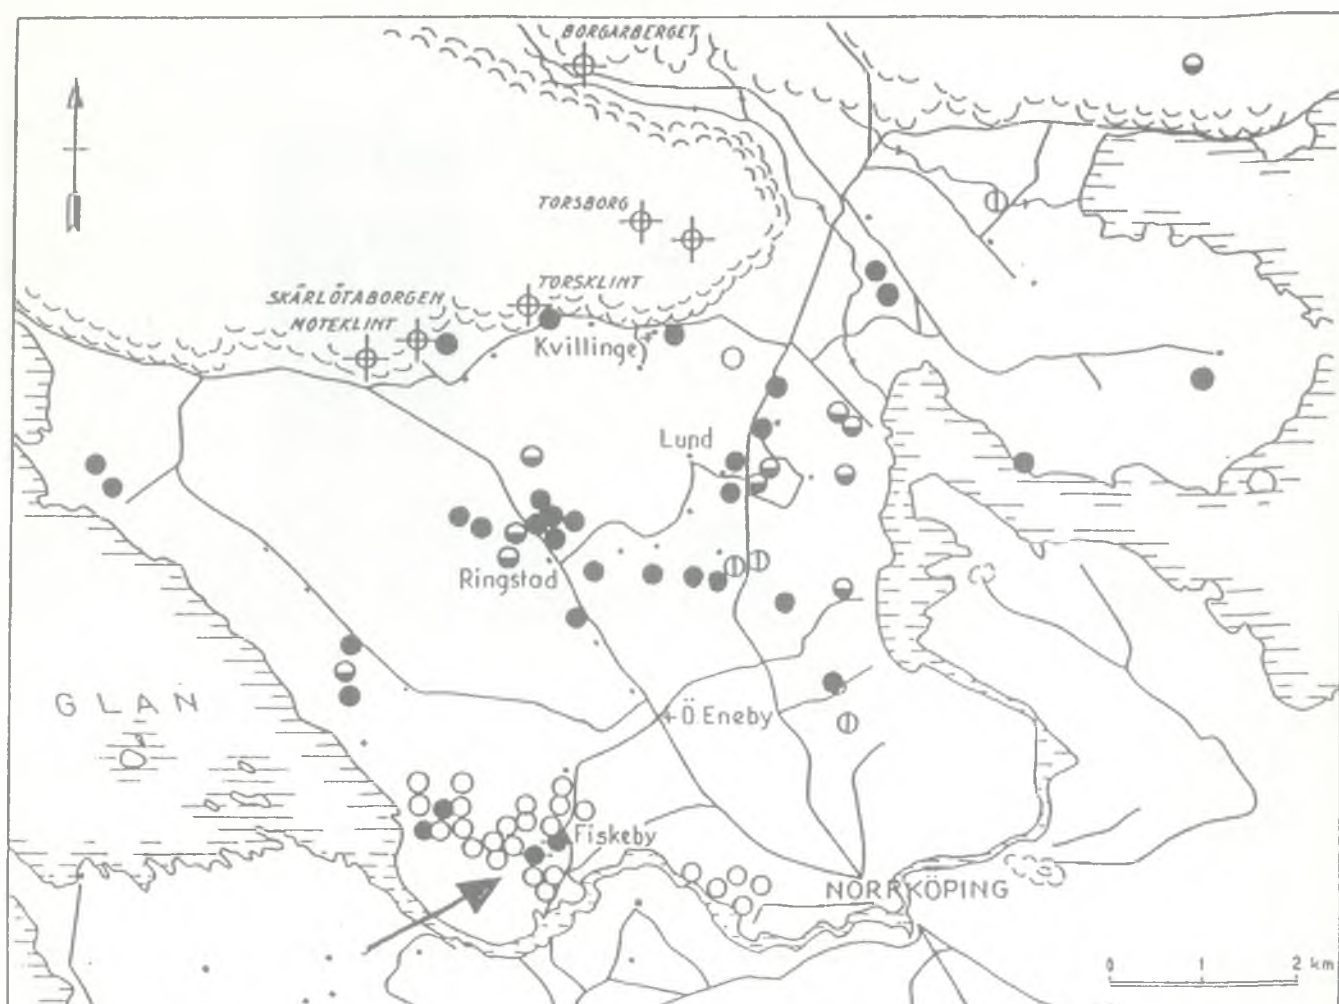 BORGARBERGET
TORSBORG
TORSKLINT
SKÄRLÖTABORGEN
MOTEKLINT
Kvillinge
Lund
Ringstad
GLAN
Ö. Eneby
Fiskeby
NORRKÖPING
0 1 2 km